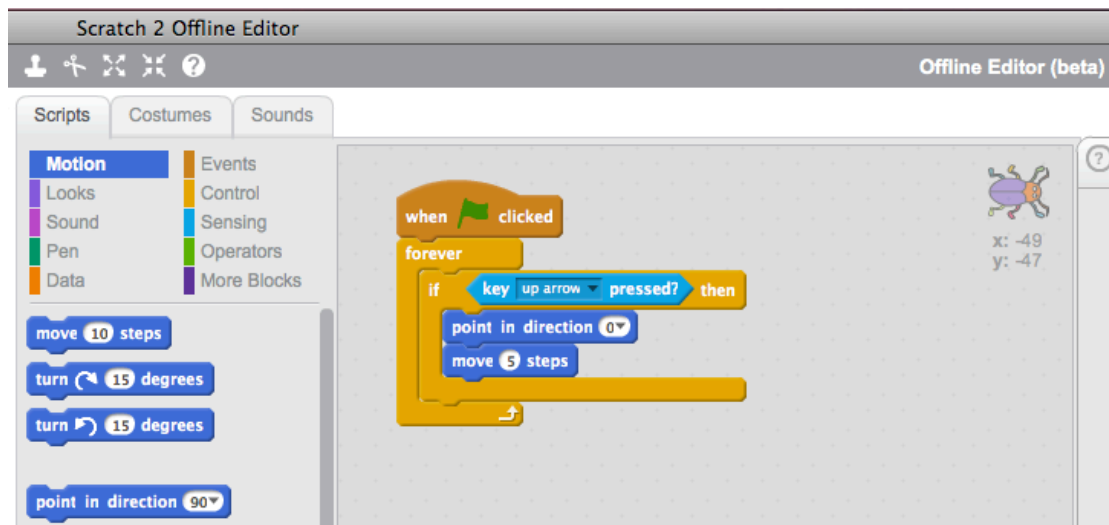 Scratch 2 Offline Editor
Offline Editor (beta)
Scripts Costumes Sounds
Motion Events
Looks Control
Sound Sensing
Pen Operators
Data More Blocks
move 10 steps
turn 15 degrees
turn 15 degrees
point in direction 90
when clicked
forever
if key up arrow pressed? then
point in direction 0
move 5 steps
x: -49
y: -47
?